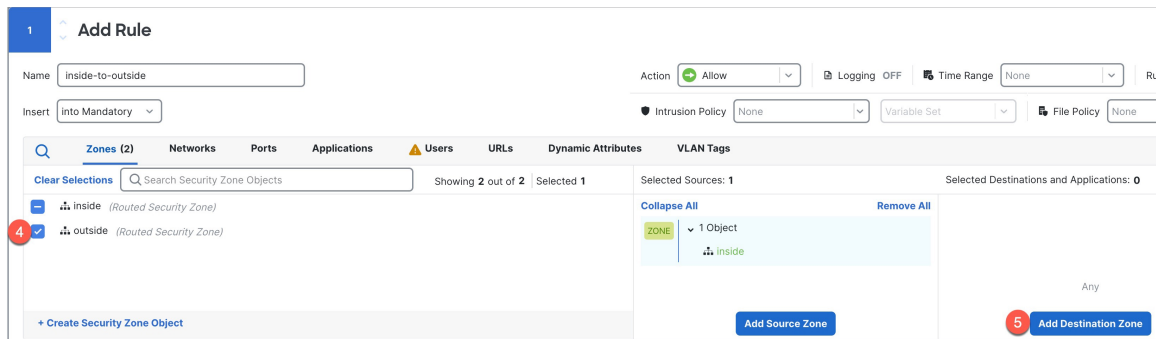 1
Add Rule
Name inside-to-outside Action Allow Logging OFF Time Range None Ru
Insert into Mandatory Intrusion Policy None Variable Set File Policy None
Zones (2) Networks Ports Applications Users URLs Dynamic Attributes VLAN Tags
Clear Selections Search Security Zone Objects Showing 2 out of 2 Selected 1 Selected Sources: 1 Selected Destinations and Applications: 0
inside (Routed Security Zone) Collapse All Remove All
4 outside (Routed Security Zone) ZONE 1 Object
inside
Any
+ Create Security Zone Object Add Source Zone 5 Add Destination Zone